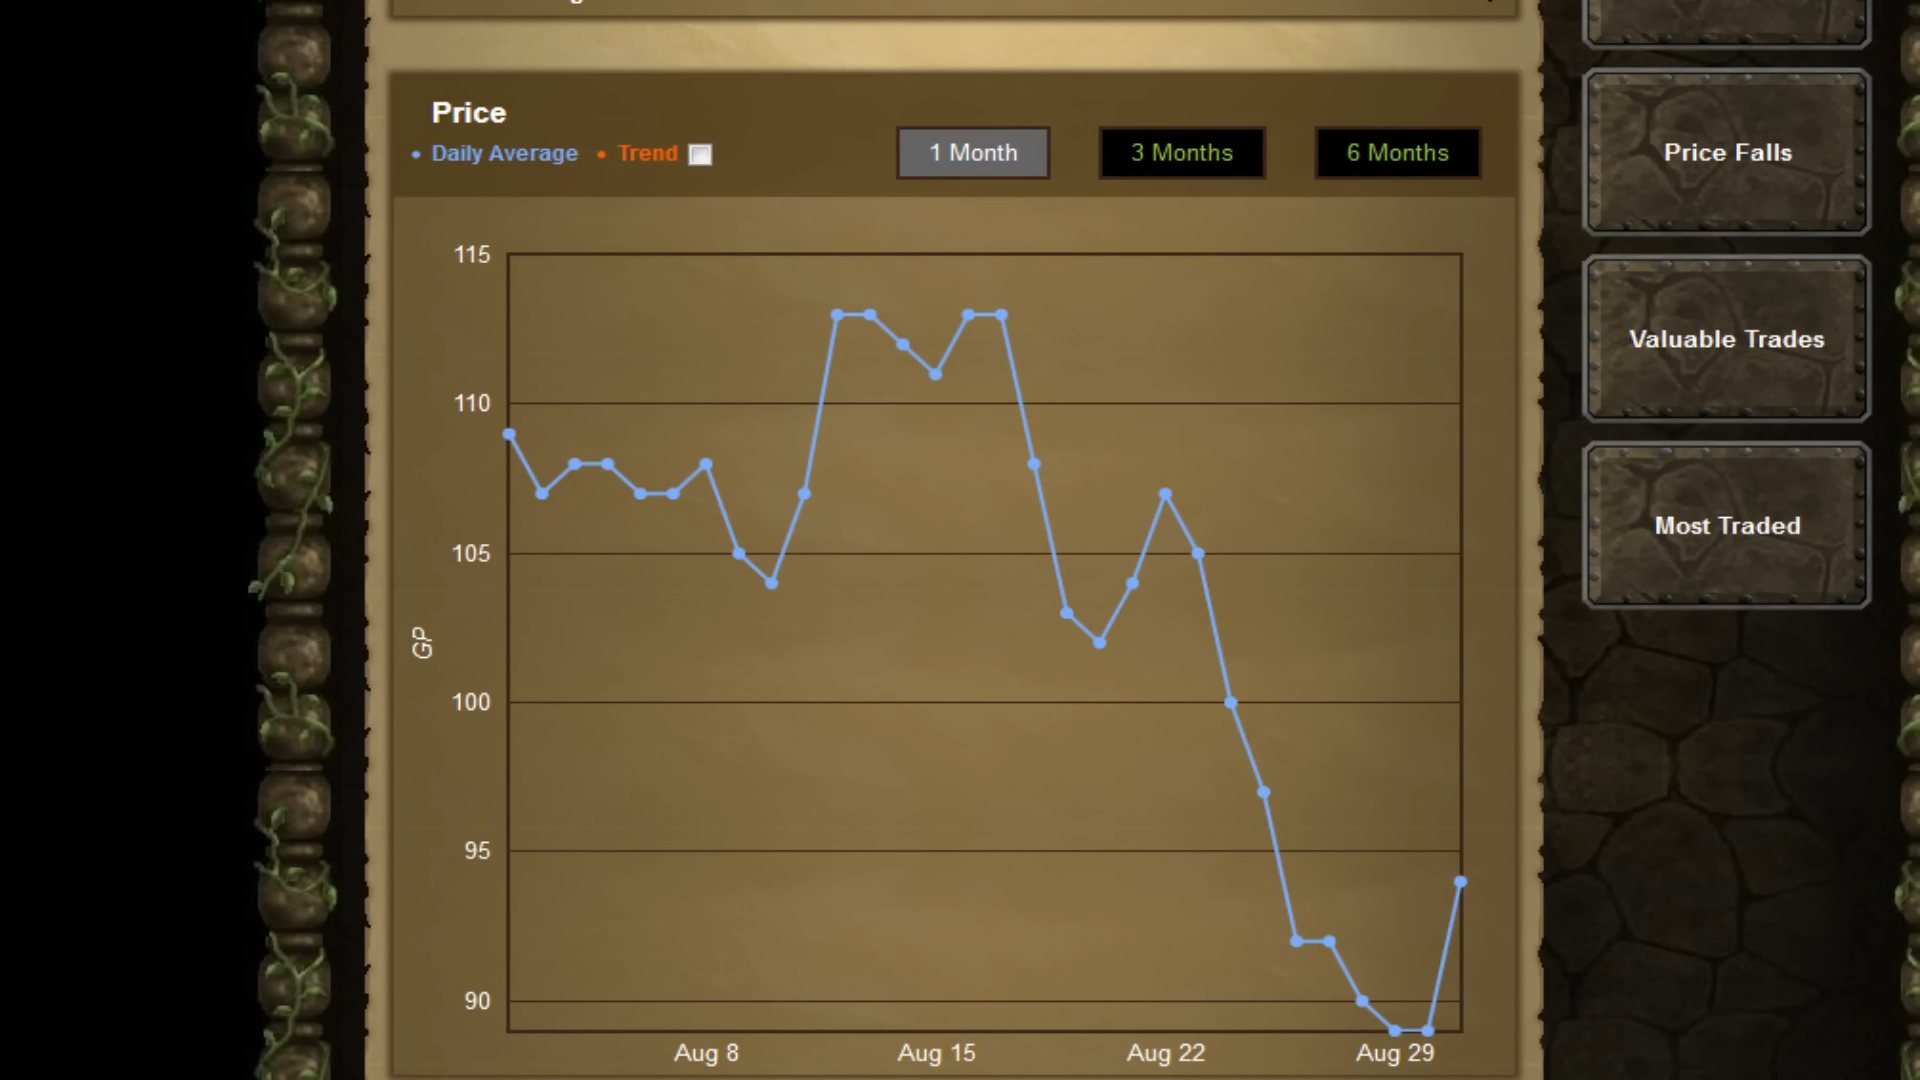 Price
• Daily Average • Trend
1 Month
3 Months
6 Months
115
110
105
100
95
90
GP
Aug 8
Aug 15
Aug 22
Aug 29
Price Falls
Valuable Trades
Most Traded